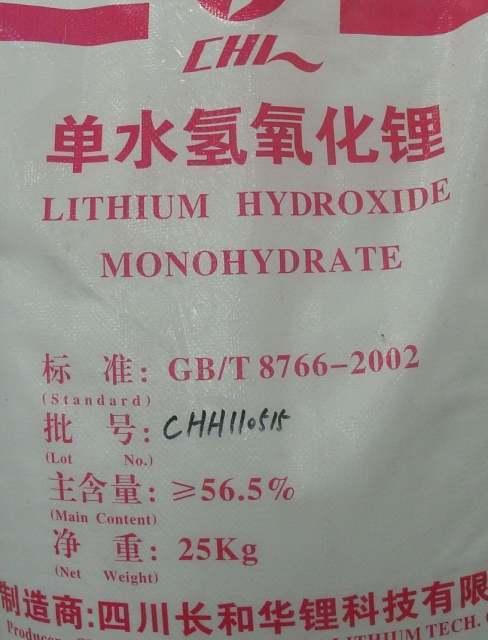 CHL
单水氢氧化锂
LITHIUM HYDROXIDE
MONOHYDRATE
标 准: GB/T 8766-2002
(Standard)
批 号: CHH110515
(Lot No.)
主含量: ≥56.5%
(Main Content)
净 重: 25Kg
(Net Weight)
制造商:四川长和华锂科技有限
Producer LITHIUM TECH.